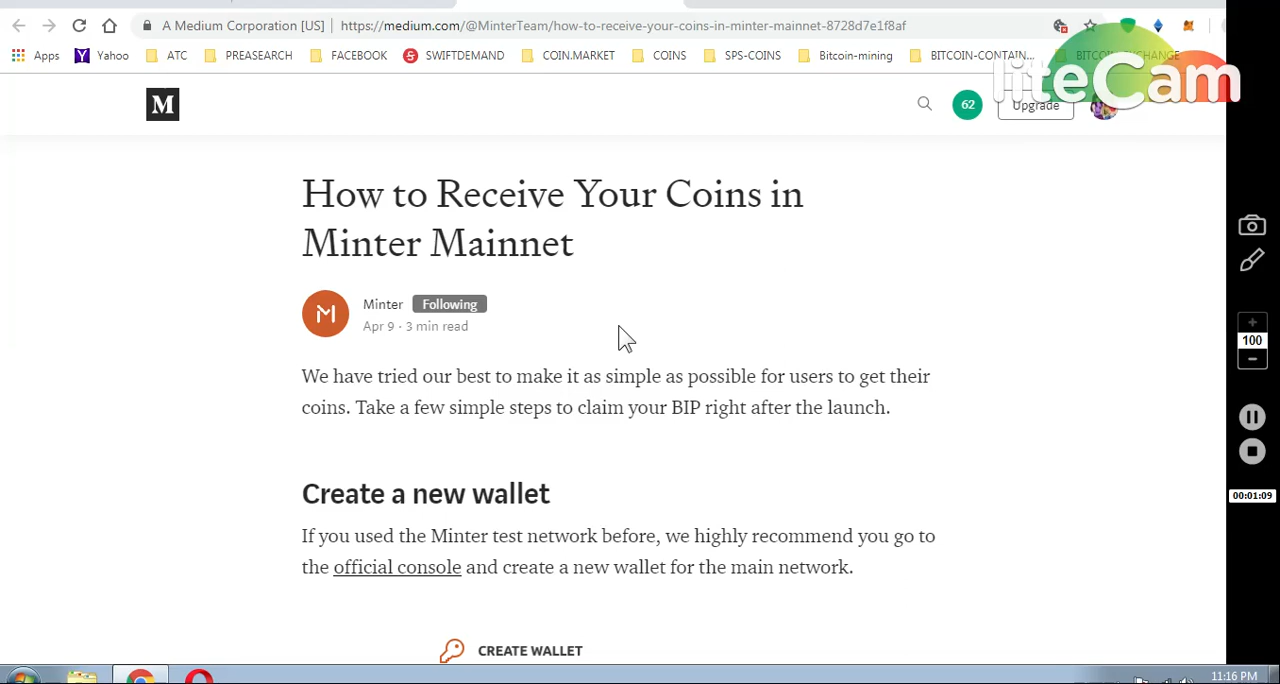 A Medium Corporation [US] | https://medium.com/@MinterTeam/how-to-receive-your-coins-in-minter-mainnet-8728d7e1f8af
Apps Yahoo ATC PREASEARCH FACEBOOK SWIFTDEMAND COIN.MARKET COINS SPS-COINS Bitcoin-mining BITCOIN-CONTAIN... BITCOIN-EXCHANGE
liteCam
M
62
Upgrade
How to Receive Your Coins in
Minter Mainnet
Minter Following
Apr 9 · 3 min read
100
We have tried our best to make it as simple as possible for users to get their
coins. Take a few simple steps to claim your BIP right after the launch.
Create a new wallet
00:01:09
If you used the Minter test network before, we highly recommend you go to
the official console and create a new wallet for the main network.
CREATE WALLET
11:16 PM